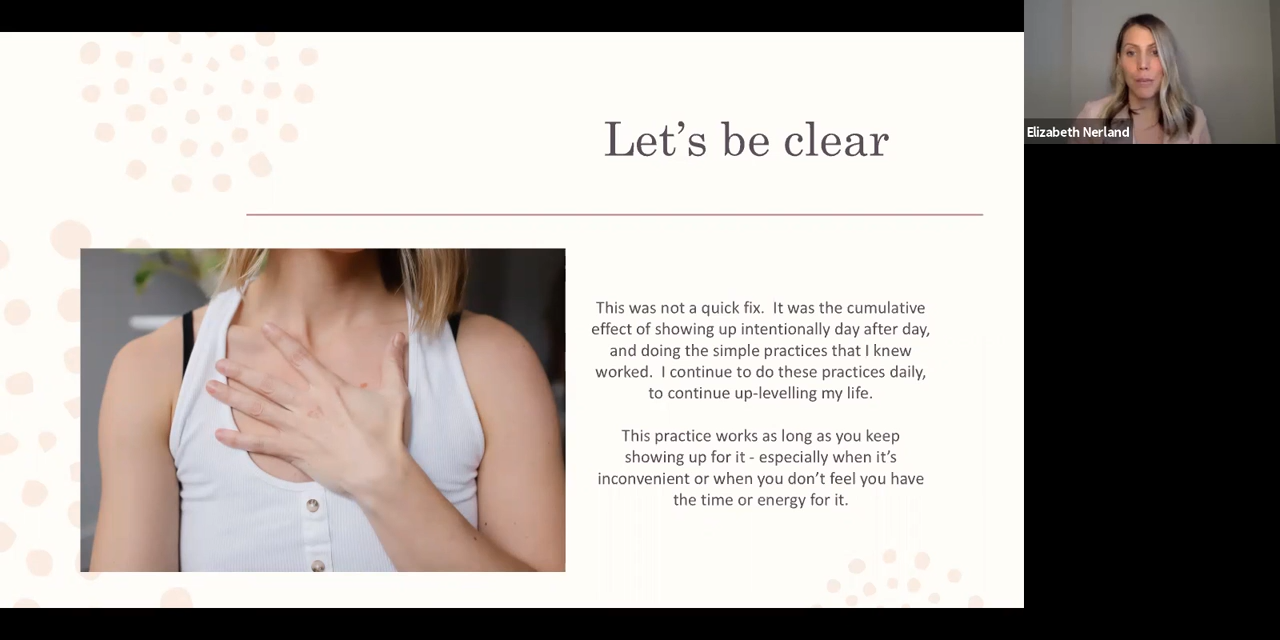 Elizabeth Nerland
Let’s be clear
This was not a quick fix.  It was the cumulative
effect of showing up intentionally day after day,
and doing the simple practices that I knew
worked.  I continue to do these practices daily,
to continue up-levelling my life.
This practice works as long as you keep
showing up for it - especially when it’s
inconvenient or when you don’t feel you have
the time or energy for it.